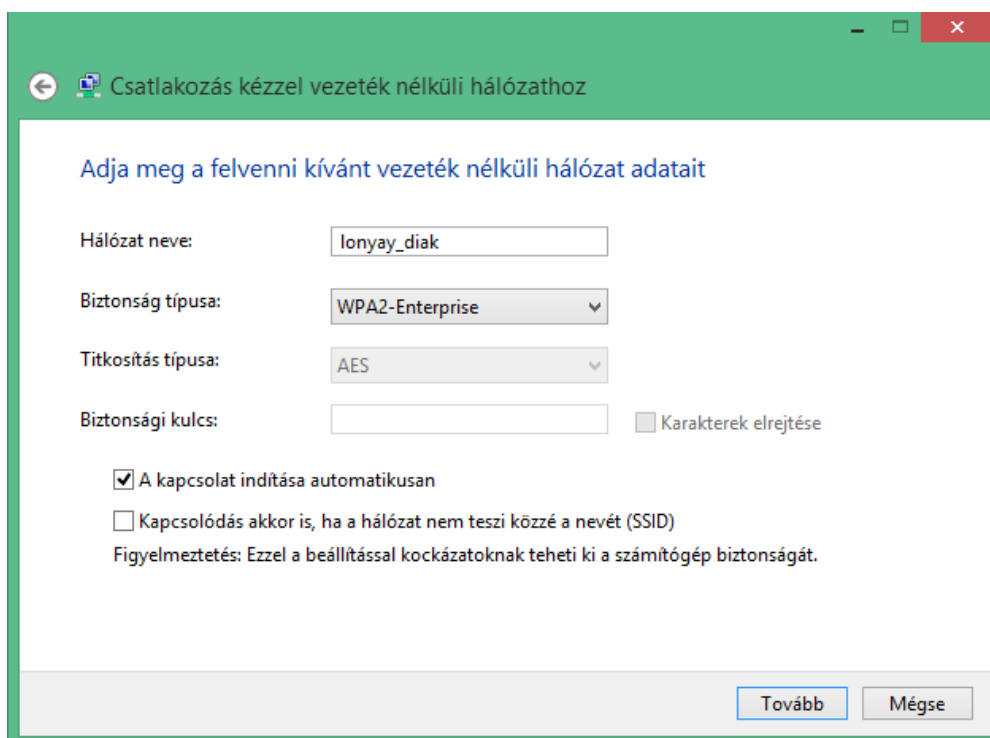 Csatlakozás kézzel vezeték nélküli hálózathoz
Adja meg a felvenni kívánt vezeték nélküli hálózat adatait
Hálózat neve: lonyay_diak
Biztonság típusa: WPA2-Enterprise
Titkosítás típusa: AES
Biztonsági kulcs: Karakterek elrejtése
A kapcsolat indítása automatikusan
Kapcsolódás akkor is, ha a hálózat nem teszi közzé a nevét (SSID)
Figyelmeztetés: Ezzel a beállítással kockázatoknak teheti ki a számítógép biztonságát.
Tovább Mégse